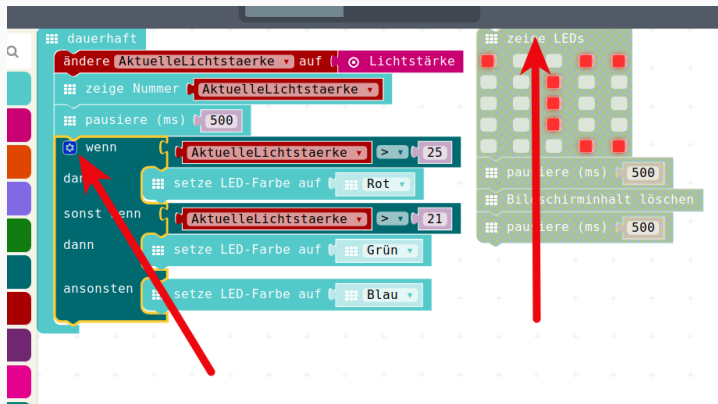 dauerhaft
ändere AktuelleLichtstaerke auf Lichtstärke
zeige Nummer AktuelleLichtstaerke
pausiere (ms) 500
wenn AktuelleLichtstaerke > 25
dann setze LED-Farbe auf Rot
sonst wenn AktuelleLichtstaerke > 21
dann setze LED-Farbe auf Grün
ansonsten setze LED-Farbe auf Blau
zeige LEDs
pausiere (ms) 500
Bildschirminhalt löschen
pausiere (ms) 500